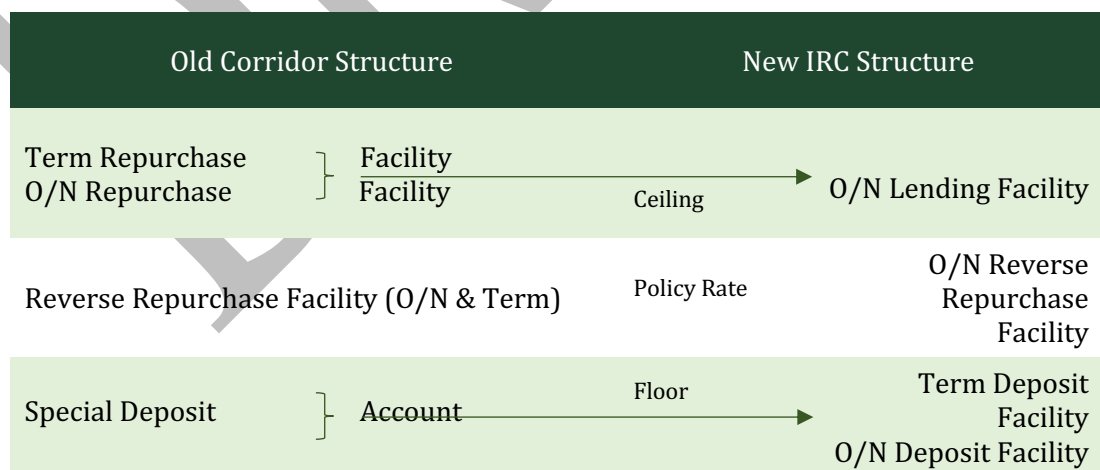 Old Corridor Structure New IRC Structure
Term Repurchase Facility
O/N Repurchase Facility
Ceiling
O/N Lending Facility
Reverse Repurchase Facility (O/N & Term)
Policy Rate
O/N Reverse
Repurchase
Facility
Special Deposit Account
Floor
Term Deposit
Facility
O/N Deposit Facility